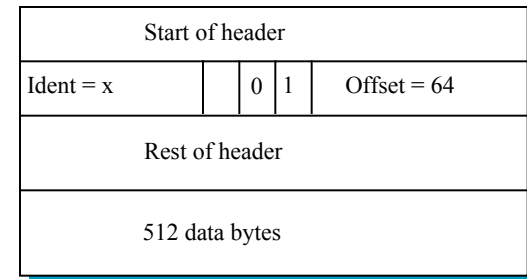 Start of header
Ident = x 0 1 Offset = 64
Rest of header
512 data bytes